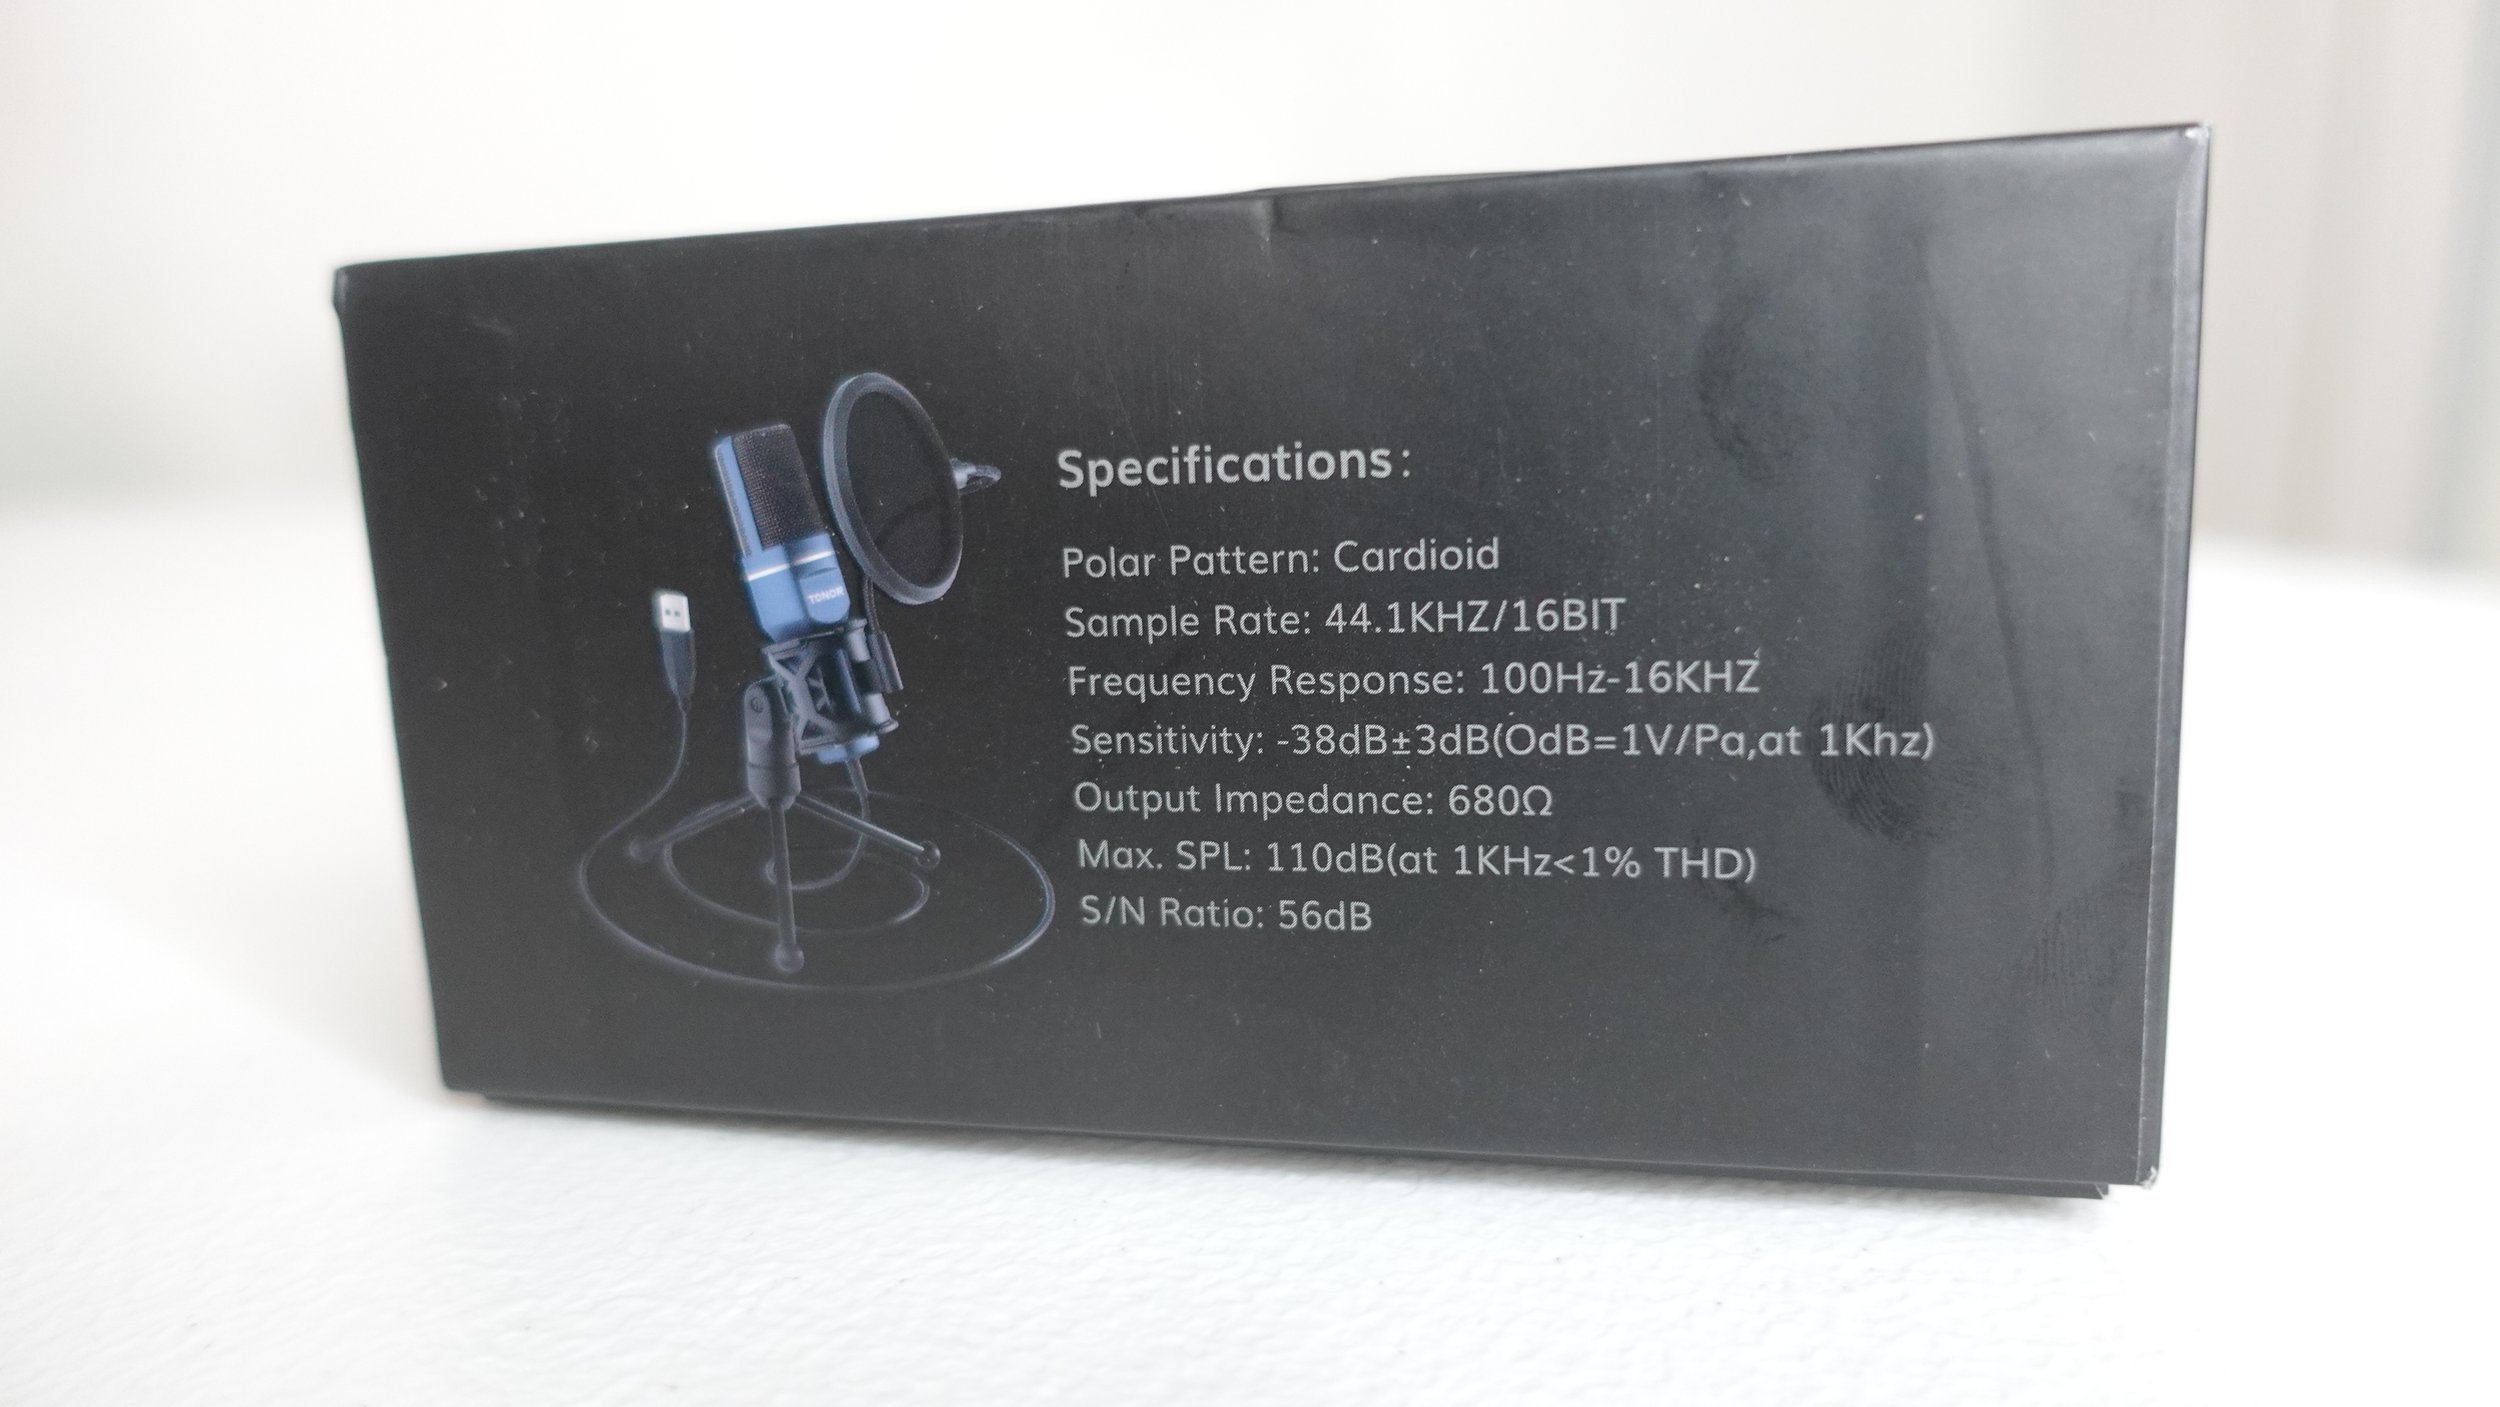 TONOR
Specifications:
Polar Pattern: Cardioid
Sample Rate: 44.1KHZ/16BIT
Frequency Response: 100Hz-16KHZ
Sensitivity: -38dB±3dB(OdB=1V/Pa,at 1Khz)
Output Impedance: 680Ω
Max. SPL: 110dB(at 1KHz<1% THD)
S/N Ratio: 56dB